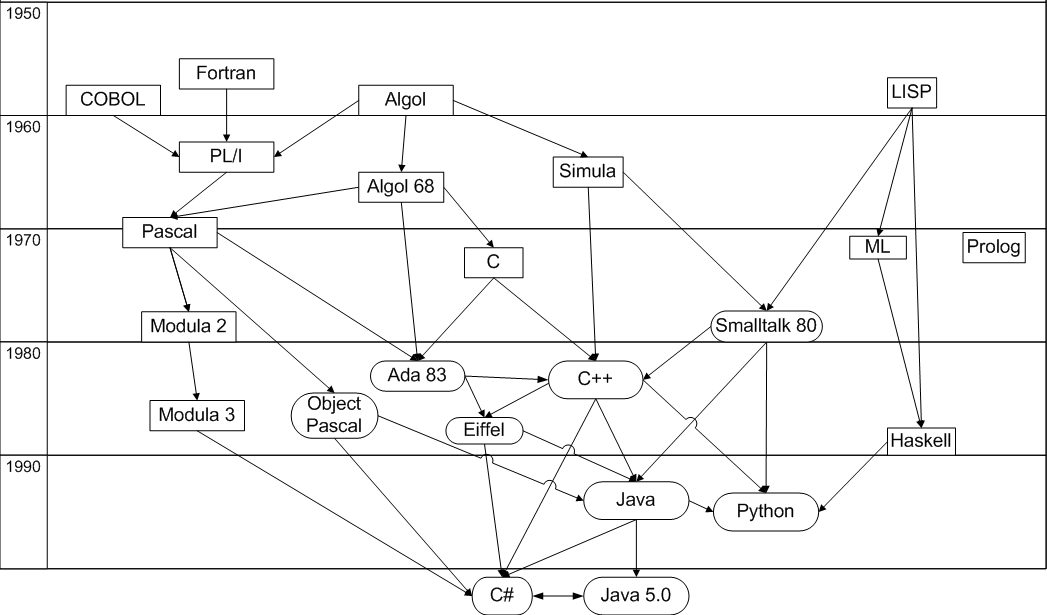 1950
Fortran
COBOL
Algol
LISP
1960
PL/I
Simula
Algol 68
Pascal
1970
ML
Prolog
C
Modula 2
Smalltalk 80
1980
Ada 83
C++
Object
Pascal
Modula 3
Eiffel
Haskell
1990
Java
Python
C#
Java 5.0